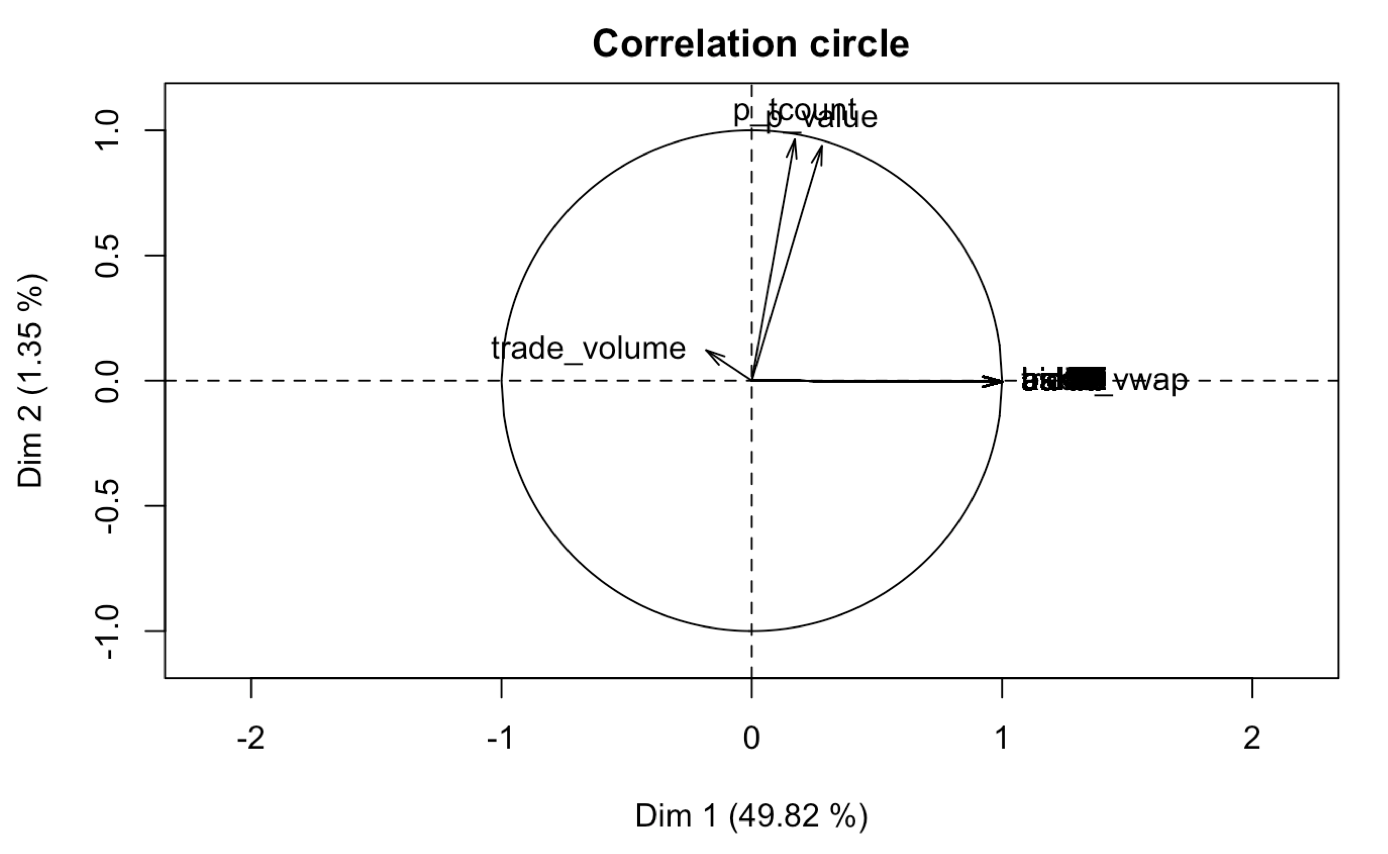 Correlation circle
p_tcount
p_value
1.0
0.5
trade_volume
0.0
_vwap
-0.5
-1.0
Dim 2 (1.35 %)
-2
-1
0
1
2
Dim 1 (49.82 %)